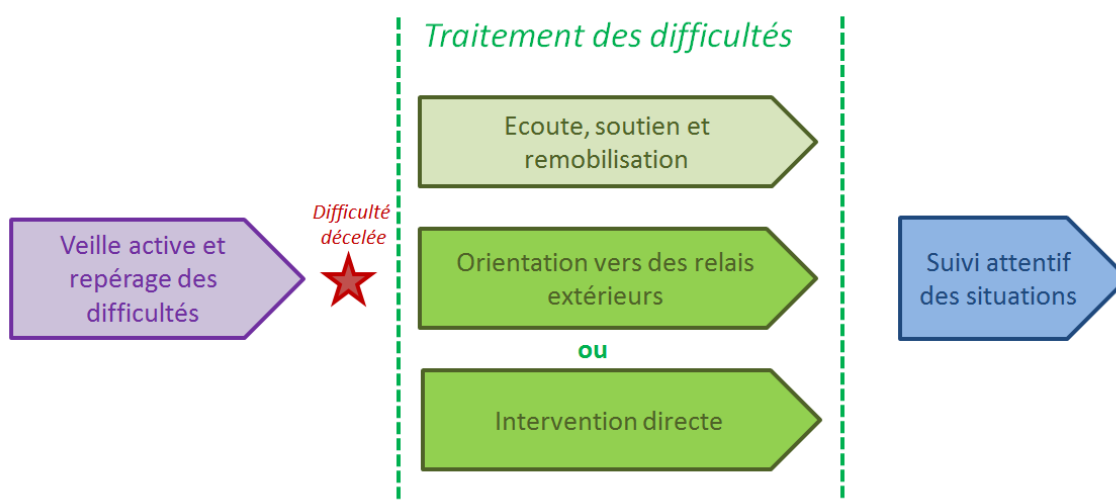 Traitement des difficultés
Ecoute, soutien et
remobilisation
Difficulté
décelée
Veille active et
repérage des
difficultés
Orientation vers des relais
extérieurs
ou
Intervention directe
Suivi attentif
des situations